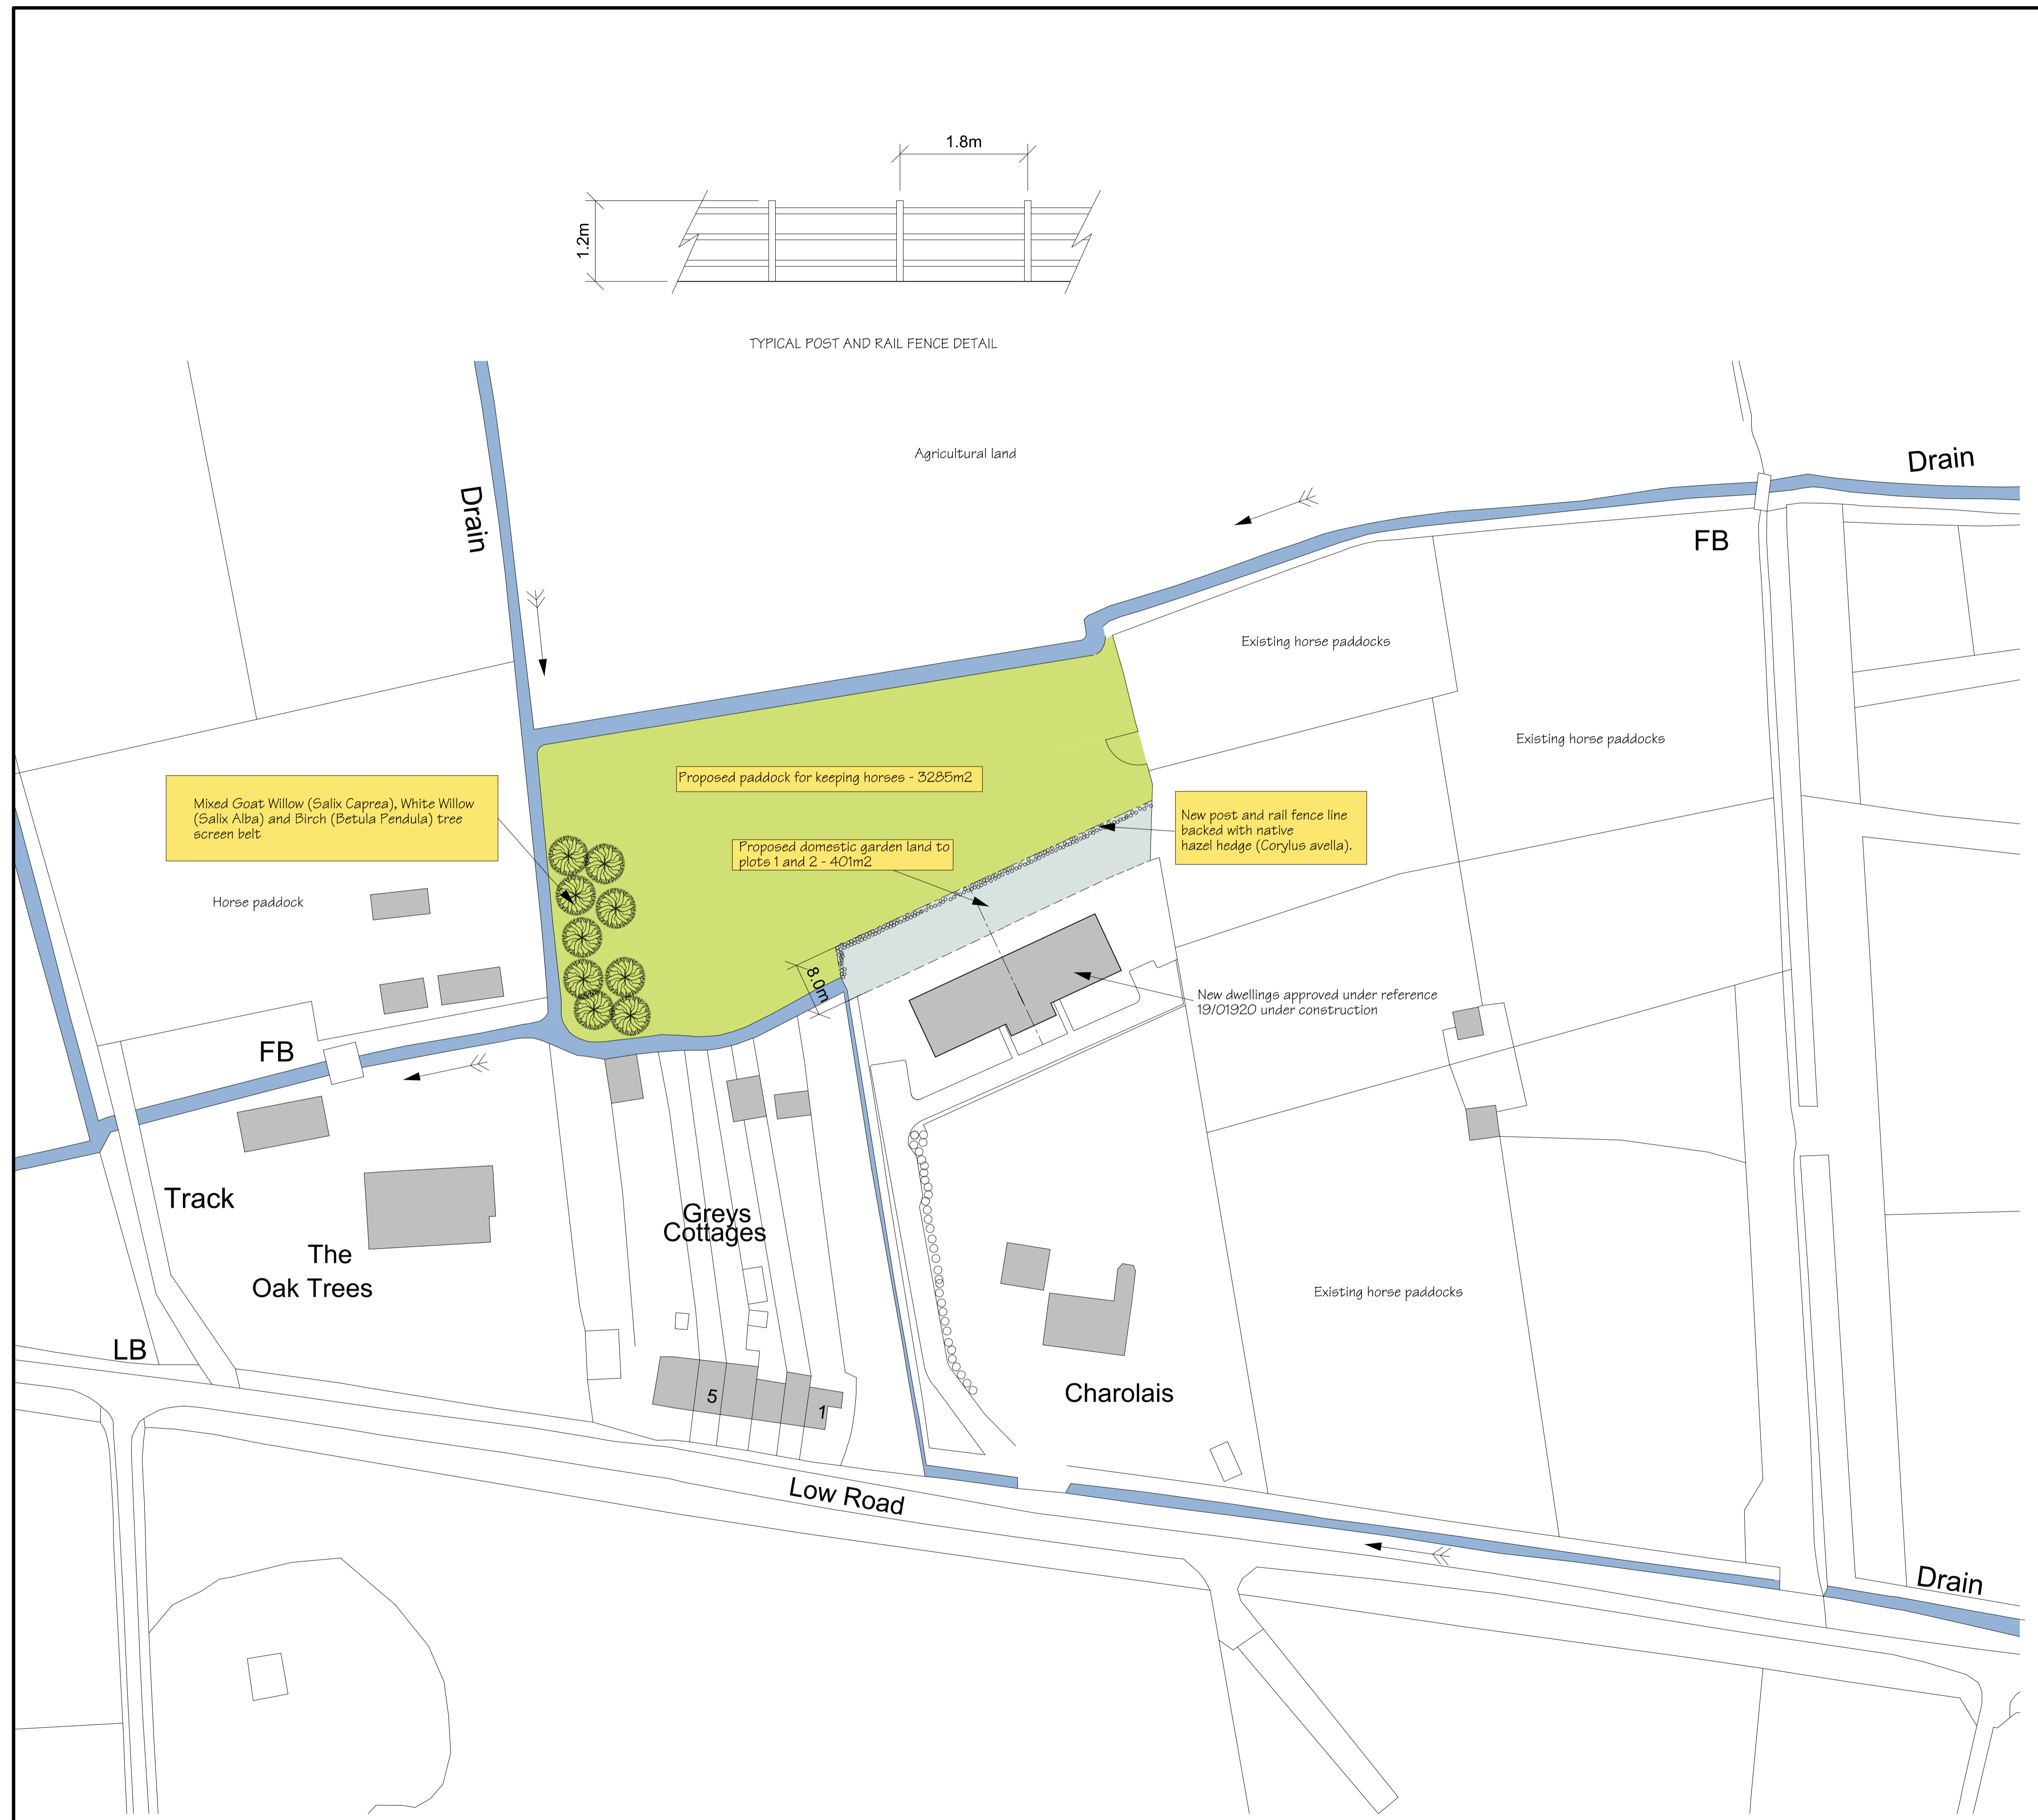 1.8m
1.2m
TYPICAL POST AND RAIL FENCE DETAIL
Agricultural land
Drain
Drain
FB
Existing horse paddocks
Existing horse paddocks
Proposed paddock for keeping horses - 3285m2
Mixed Goat Willow (Salix Caprea), White Willow
(Salix Alba) and Birch (Betula Pendula) tree
screen belt
New post and rail fence line
backed with native
hazel hedge (Corylus avella).
Proposed domestic garden land to
plots 1 and 2 - 401m2
Horse paddock
8.0m
New dwellings approved under reference
19/01920 under construction
FB
Track
Greys
Cottages
The
Oak Trees
Existing horse paddocks
LB
5
1
Charolais
Low Road
Drain